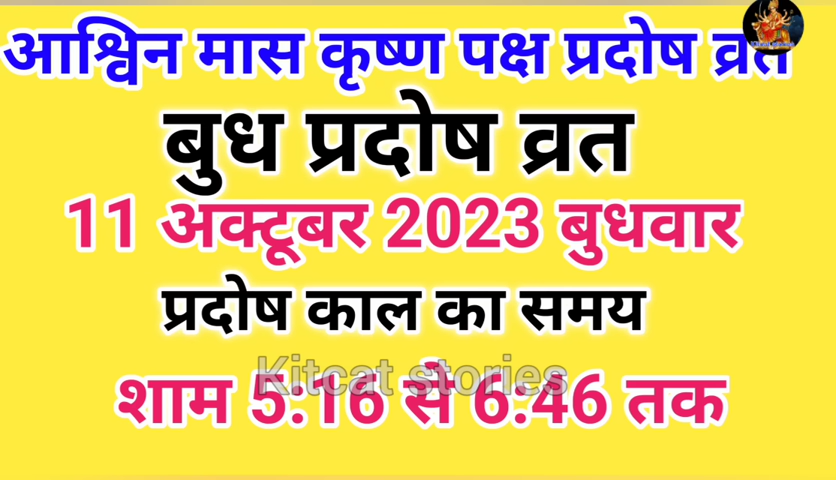 आश्विन मास कृष्ण पक्ष प्रदोष व्रत
बुध प्रदोष व्रत
11 अक्टूबर 2023 बुधवार
प्रदोष काल का समय
Kitcat stories
शाम 5:16 से 6:46 तक